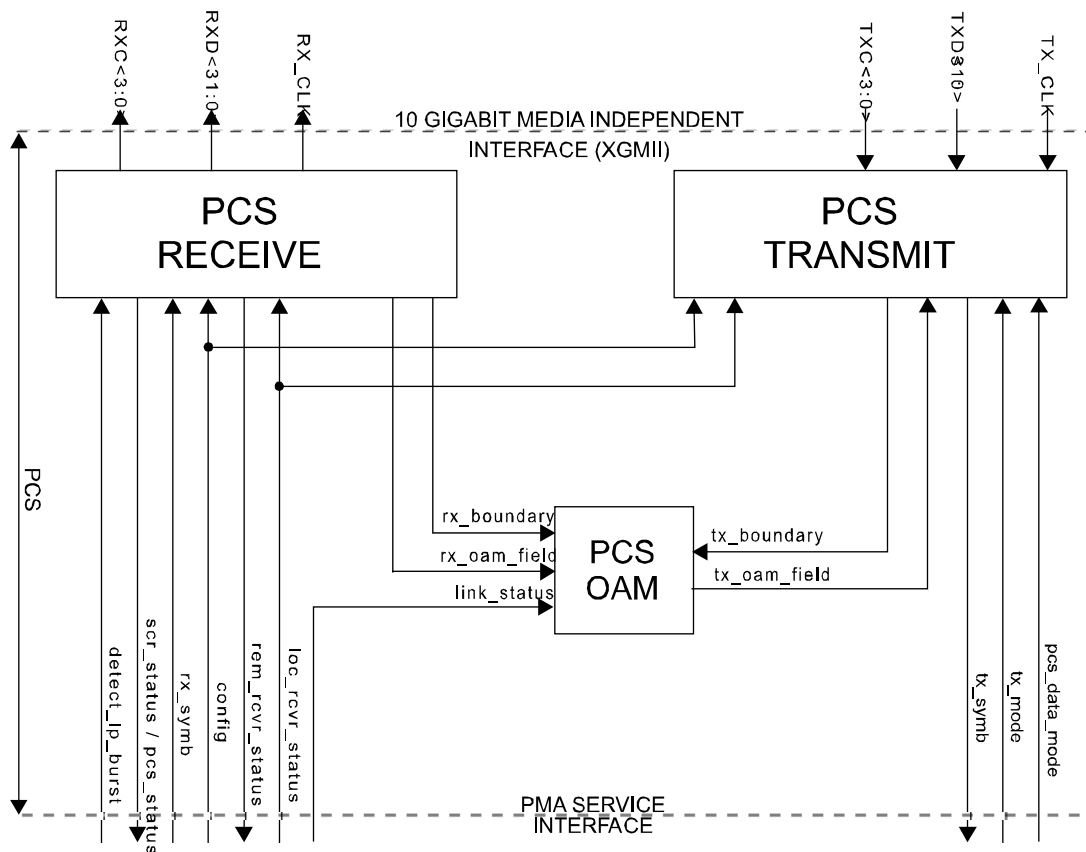 RXC<3:0>
RXD<31:0>
RX_CLK
TXC<3:0>
TX_CLK
10 GIGABIT MEDIA INDEPENDENT
INTERFACE (XGMII)
PCS
RECEIVE
PCS
TRANSMIT
PCS
rx_boundary
rx_oam_field
link_status
PCS
OAM
tx_boundary
tx_oam_field
detect_lp_burst
scr_status / pcs_status
rx_symb
config
rem_rcvr_status
loc_rcvr_status
tx_symb
tx_mode
pcs_data_mode
PMA SERVICE
INTERFACE